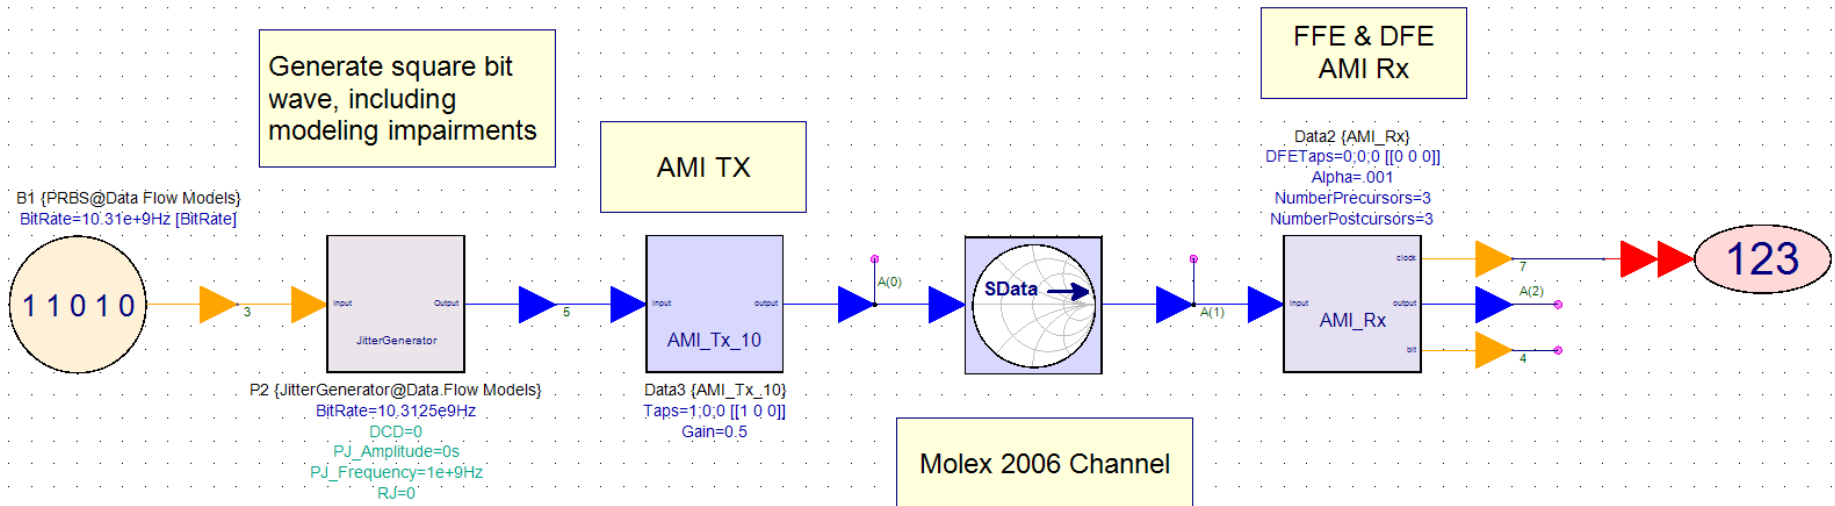 Generate square bit
wave, including
modeling impairments
AMI TX
FFE & DFE
AMI Rx
B1 {PRBS@Data Flow Models}
BitRate=10.31e+9Hz [BitRate]
1 1 0 1 0
3
Input
Output
JitterGenerator
P2 {JitterGenerator@Data Flow Models}
BitRate=10.3125e9Hz
DCD=0
PJ_Amplitude=0s
PJ_Frequency=1e+9Hz
RJ=0
5
Input
output
AMI_Tx_10
Data3 {AMI_Tx_10}
Taps=1;0;0 [[1 0 0]]
Gain=0.5
A(0)
SData
Molex 2006 Channel
A(1)
Data2 {AMI_Rx}
DFETaps=0;0;0 [[0 0 0]]
Alpha=.001
NumberPrecursors=3
NumberPostcursors=3
clock
Input
output
AMI_Rx
bit
7
A(2)
4
123